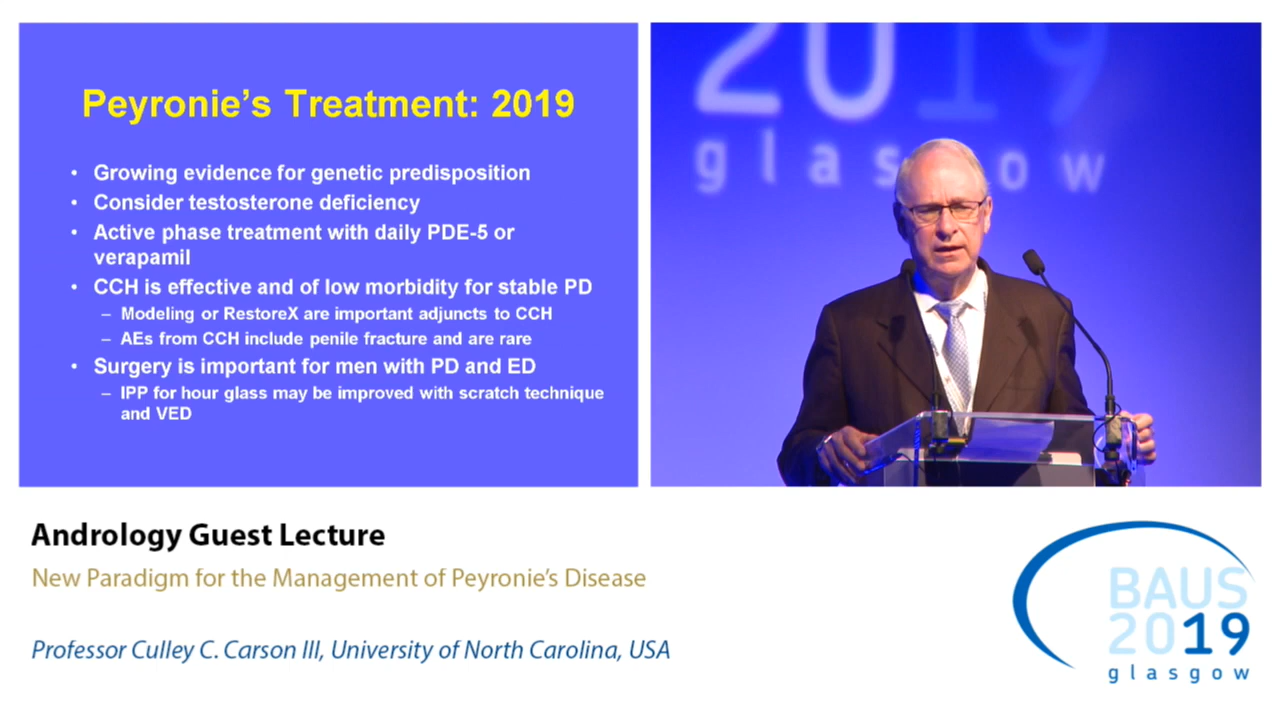 Peyronie's Treatment: 2019
• Growing evidence for genetic predisposition
• Consider testosterone deficiency
• Active phase treatment with daily PDE-5 or
verapamil
• CCH is effective and of low morbidity for stable PD
– Modeling or RestoreX are important adjuncts to CCH
– AEs from CCH include penile fracture and are rare
• Surgery is important for men with PD and ED
– IPP for hour glass may be improved with scratch technique
and VED
2019
glasgow
Andrology Guest Lecture
New Paradigm for the Management of Peyronie's Disease
Professor Culley C. Carson III, University of North Carolina, USA
BAUS
2019
glasgow